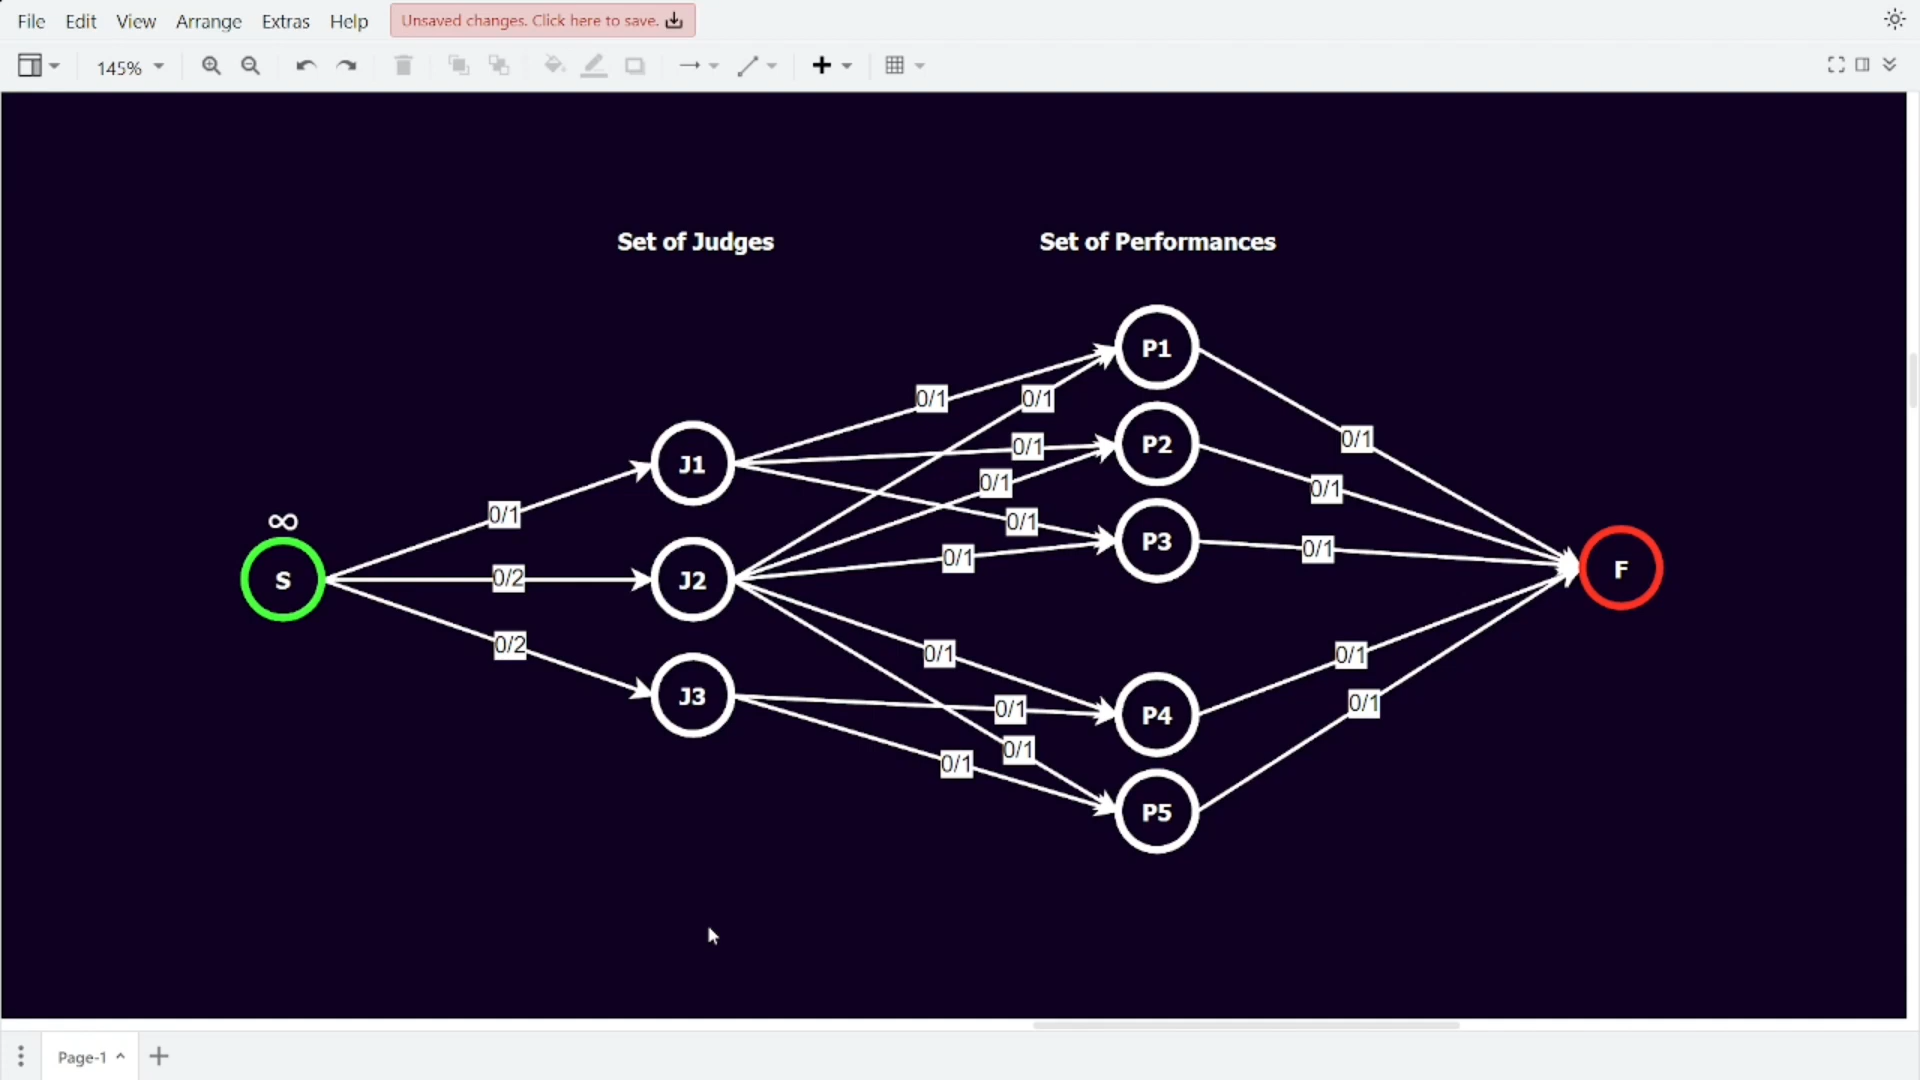 File Edit View Arrange Extras Help Unsaved changes. Click here to save.
145%
Set of Judges Set of Performances
P1
0/1 0/1
0/1
0/1 P2
J1
0/1 0/1
0/1 0/1
∞
P3
0/1 0/1
F
S 0/2 J2
0/2
0/1 0/1
J3
0/1 0/1
P4
0/1
0/1
P5
Page-1